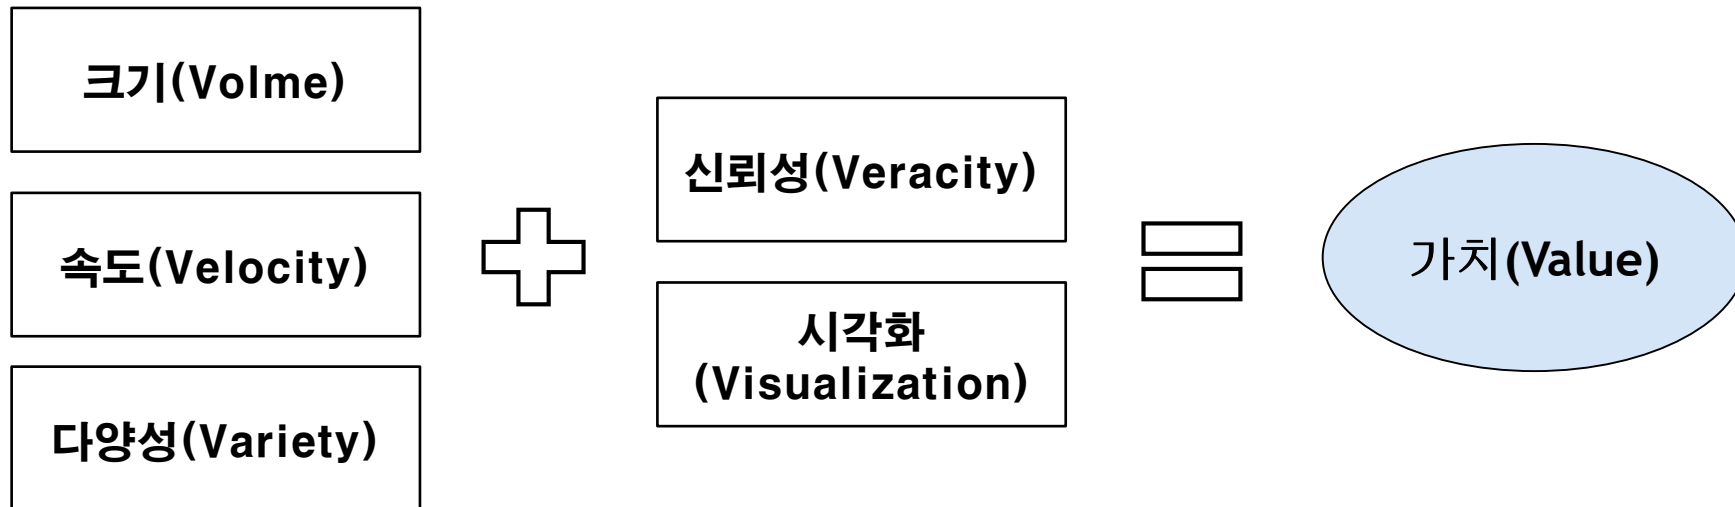 크기(Volme)
속도(Velocity)
다양성(Variety)
신뢰성(Veracity)
시각화
(Visualization)
가치(Value)